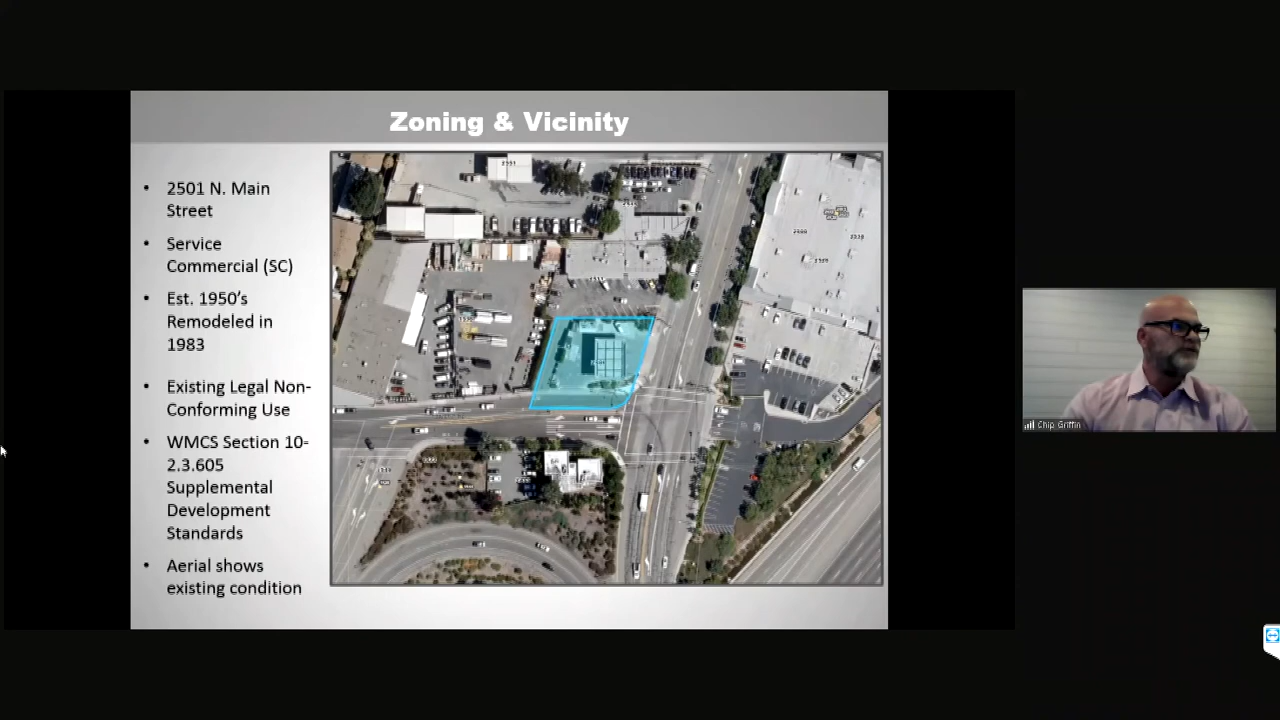 Zoning & Vicinity
• 2501 N. Main
Street
• Service
Commercial (SC)
• Est. 1950's
Remodeled in
1983
• Existing Legal Non-
Conforming Use
• WMCS Section 10-
2.3.605
Supplemental
Development
Standards
• Aerial shows
existing condition
Chip Griffin